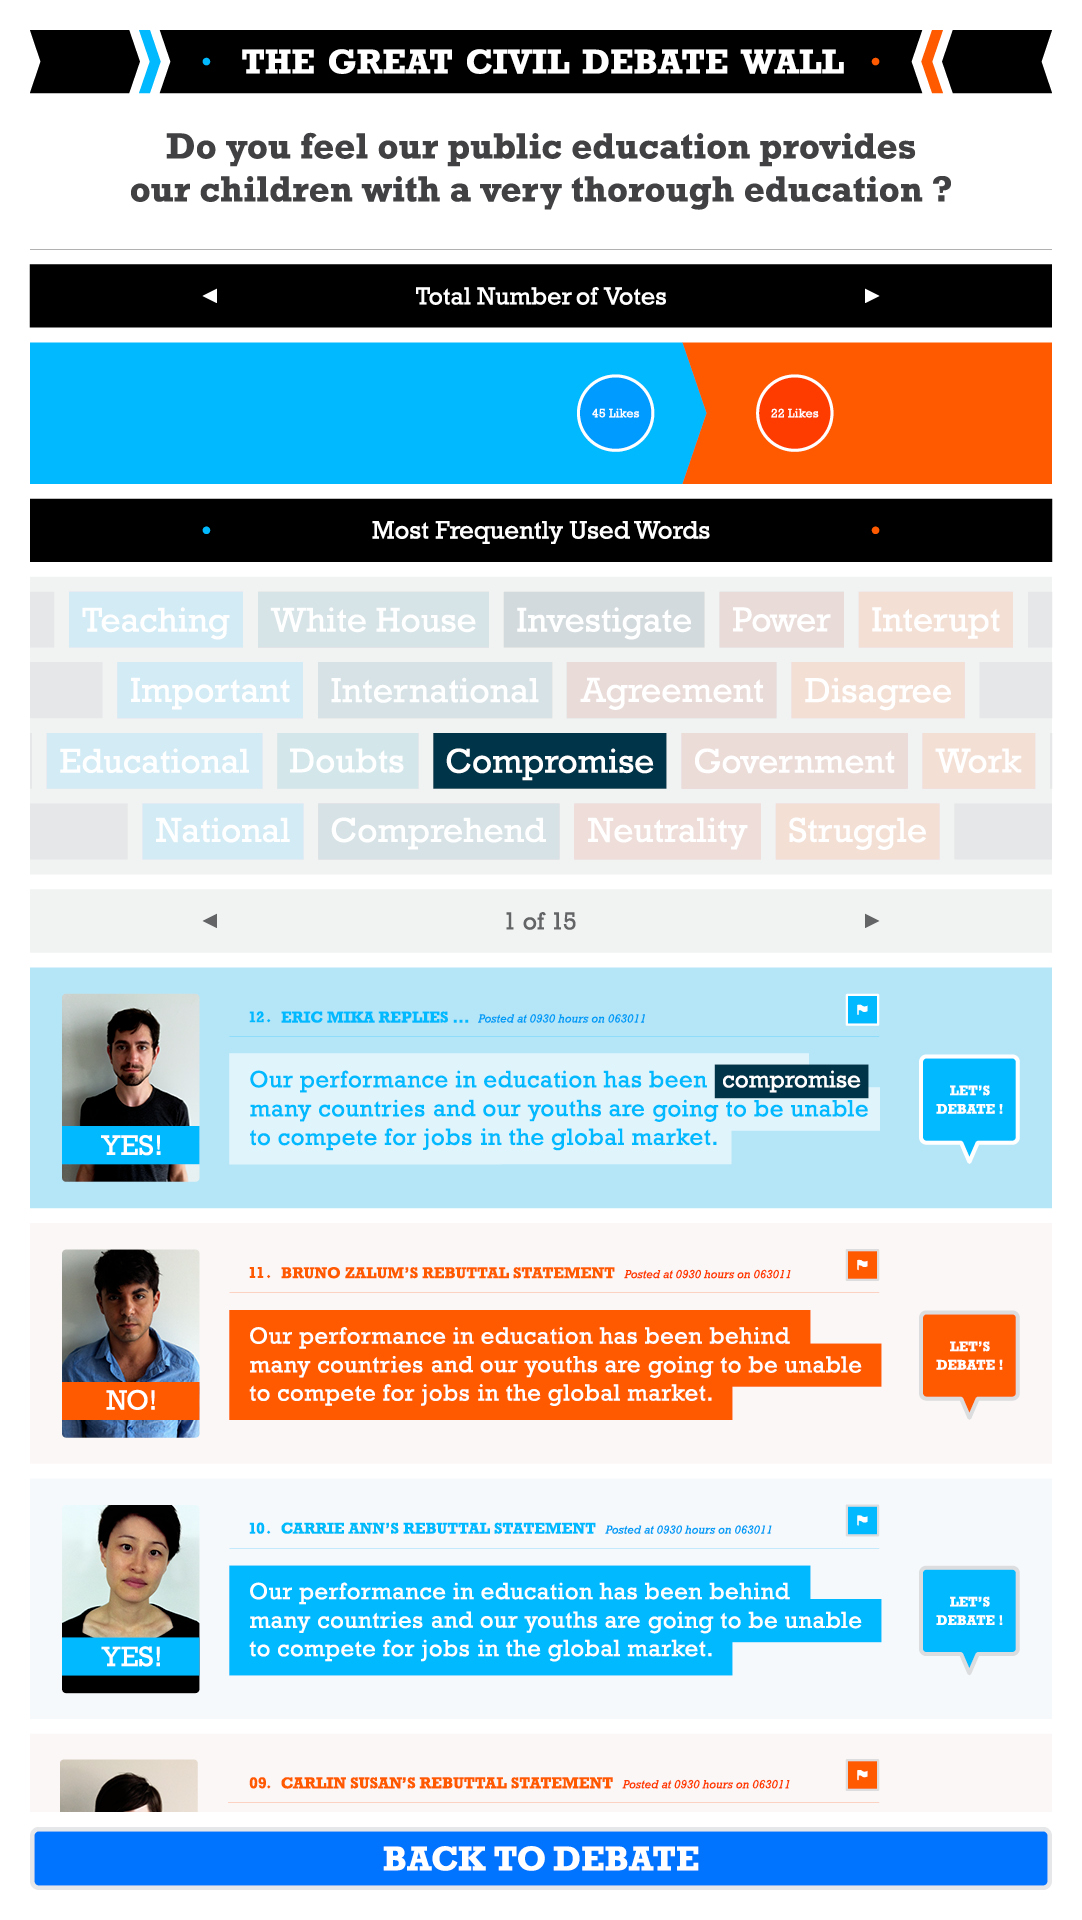 THE GREAT CIVIL DEBATE WALL
Do you feel our public education provides
our children with a very thorough education ?
Total Number of Votes
45 Likes
22 Likes
Most Frequently Used Words
Teaching White House Investigate Power Interupt
Important International Agreement Disagree
Educational Doubts Compromise Government Work
National Comprehend Neutrality Struggle
1 of 15
12. ERIC MIKA REPLIES ... Posted at 0930 hours on 063011
Our performance in education has been compromise
many countries and our youths are going to be unable
to compete for jobs in the global market.
YES!
LET'S
DEBATE !
11. BRUNO ZALUM'S REBUTTAL STATEMENT Posted at 0930 hours on 063011
Our performance in education has been behind
many countries and our youths are going to be unable
to compete for jobs in the global market.
NO!
LET'S
DEBATE !
10. CARRIE ANN'S REBUTTAL STATEMENT Posted at 0930 hours on 063011
Our performance in education has been behind
many countries and our youths are going to be unable
to compete for jobs in the global market.
YES!
LET'S
DEBATE !
09. CARLIN SUSAN'S REBUTTAL STATEMENT Posted at 0930 hours on 063011
BACK TO DEBATE